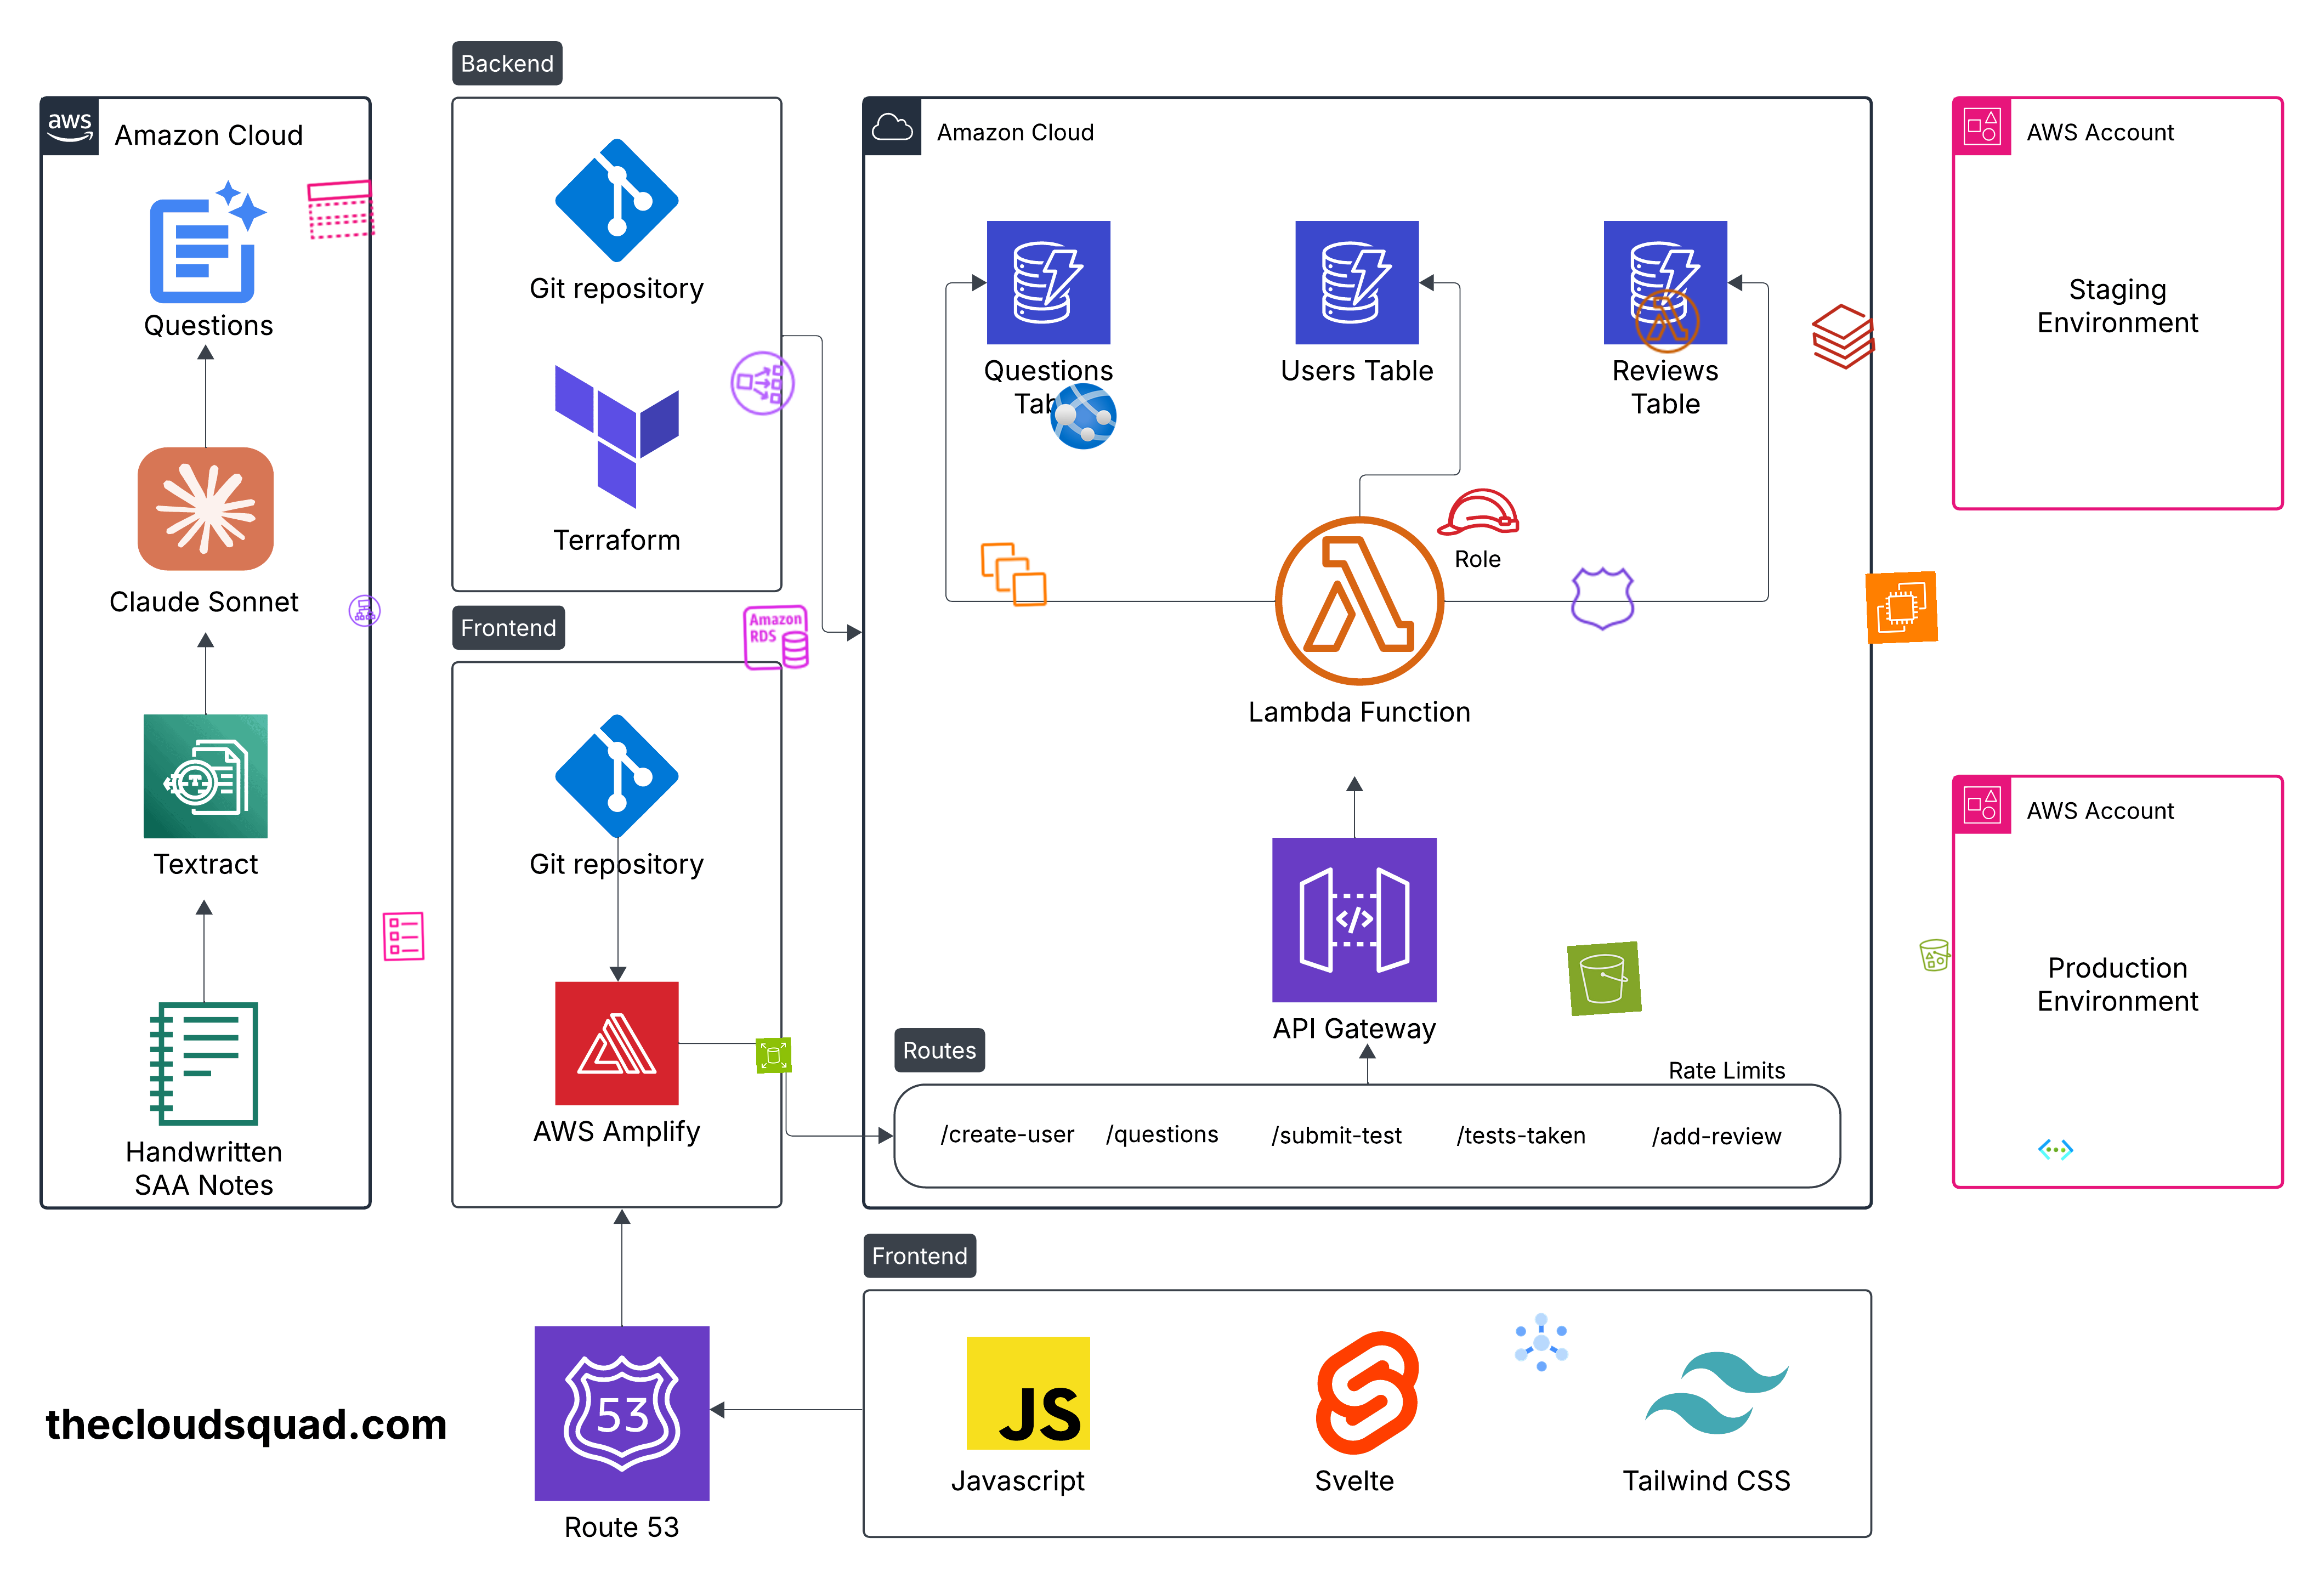 Backend
aws
Amazon Cloud
Questions
Claude Sonnet
Textract
Handwritten
SAA Notes
Git repository
Terraform
Frontend
Amazon
RDS
Git repository
AWS Amplify
Amazon Cloud
Questions
Users Table
Reviews
Table
Role
Lambda Function
</>
API Gateway
Routes
Rate Limits
/create-user
/questions
/submit-test
/tests-taken
/add-review
AWS Account
Staging
Environment
AWS Account
Production
Environment
thecloudsquad.com
53
Route 53
Frontend
JS
Javascript
Svelte
Tailwind CSS